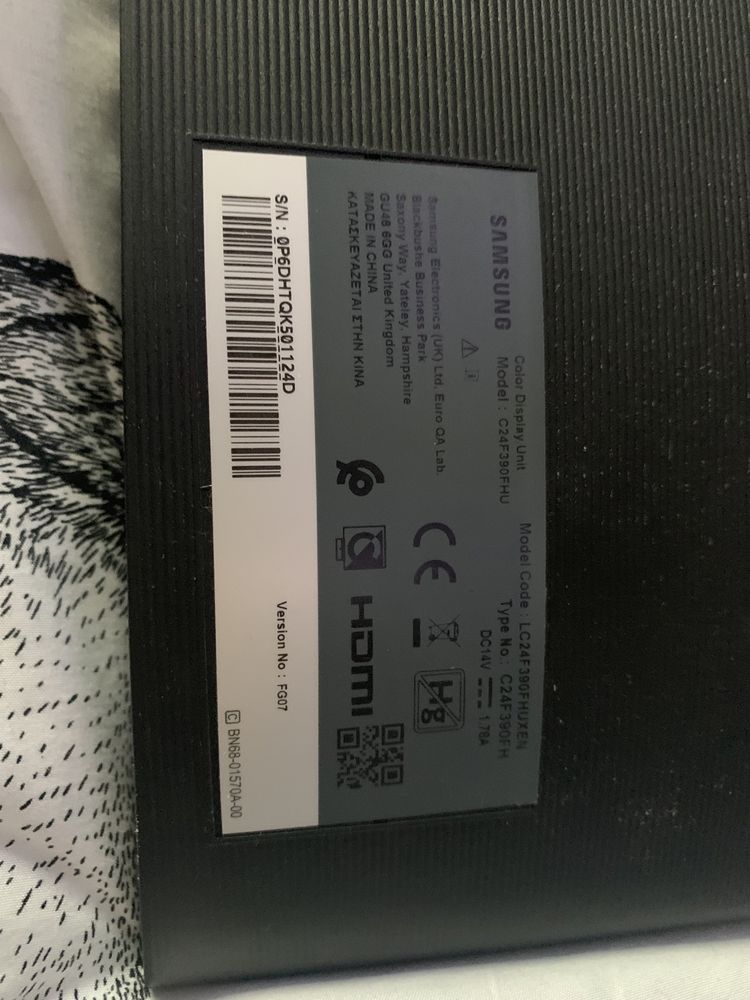 SAMSUNG
Color Display Unit
Model : C24F390FHU
Model Code : LC24F390FHUXEN
Type No. : C24F390FH
DC14V 1.78A
Samsung Electronics (UK) Ltd. Euro QA Lab.
Blackbushe Business Park
Saxony Way, Yateley, Hampshire
GU46 6GG United Kingdom
MADE IN CHINA
ΚΑΤΑΣΚΕΥΑΖΕΤΑΙ ΣΤΗΝ ΚΙΝΑ
CE
Hg
HDMI
S/N : 0P6DHTQK501124D
Version No : FG07
C BN68-01570A-00